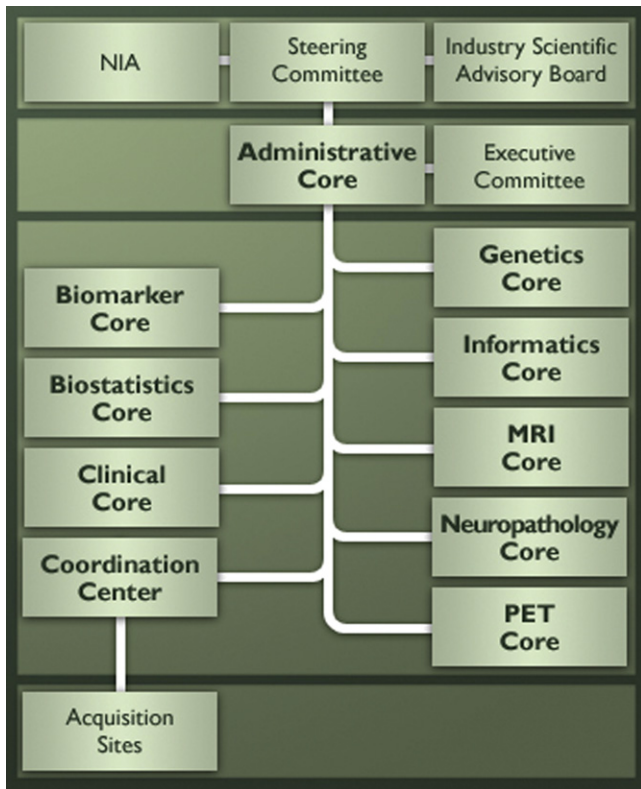 NIA
Steering
Committee
Industry Scientific
Advisory Board
Administrative
Core
Executive
Committee
Biomarker
Core
Biostatistics
Core
Clinical
Core
Coordination
Center
Genetics
Core
Informatics
Core
MRI
Core
Neuropathology
Core
PET
Core
Acquisition
Sites